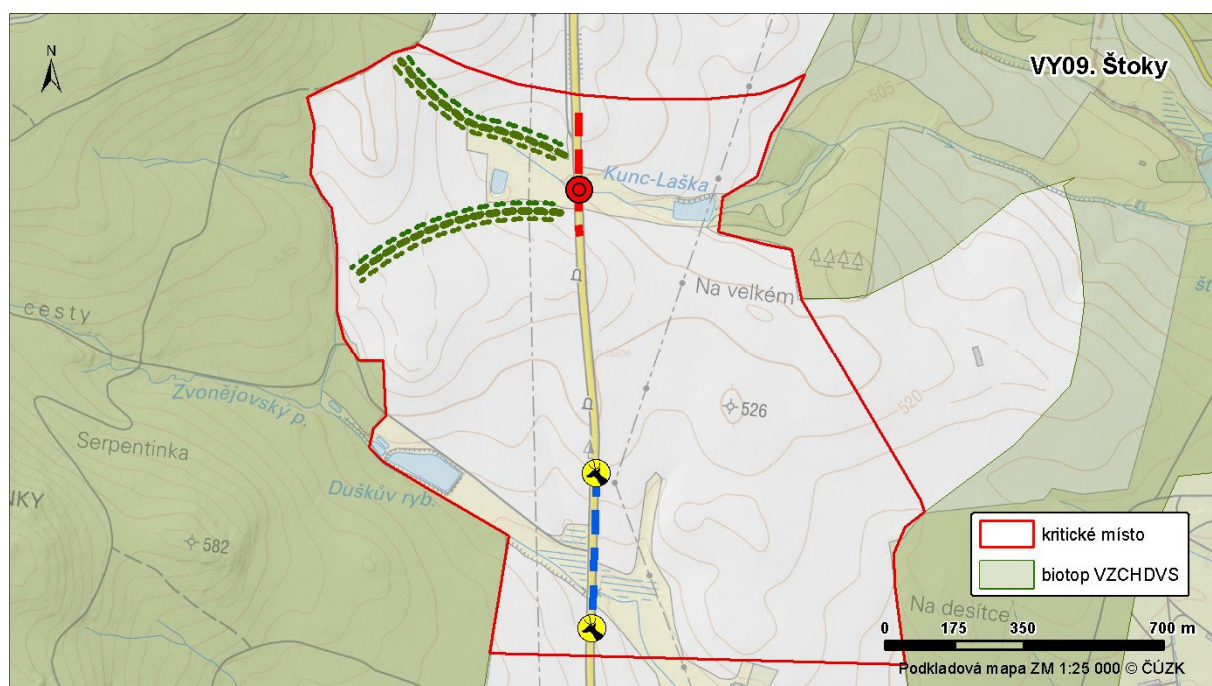 N
VY09. Štoky
505
Kunc-Laška
545
Na velkém
cesty
Zvonějovský p.
526
520
Serpentinka
NKY
Duškův ryb.
582
kritické místo
biotop VZCHDVS
Na desítce
0 175 350 700 m
Podkladová mapa ZM 1:25 000 © ČÚZK